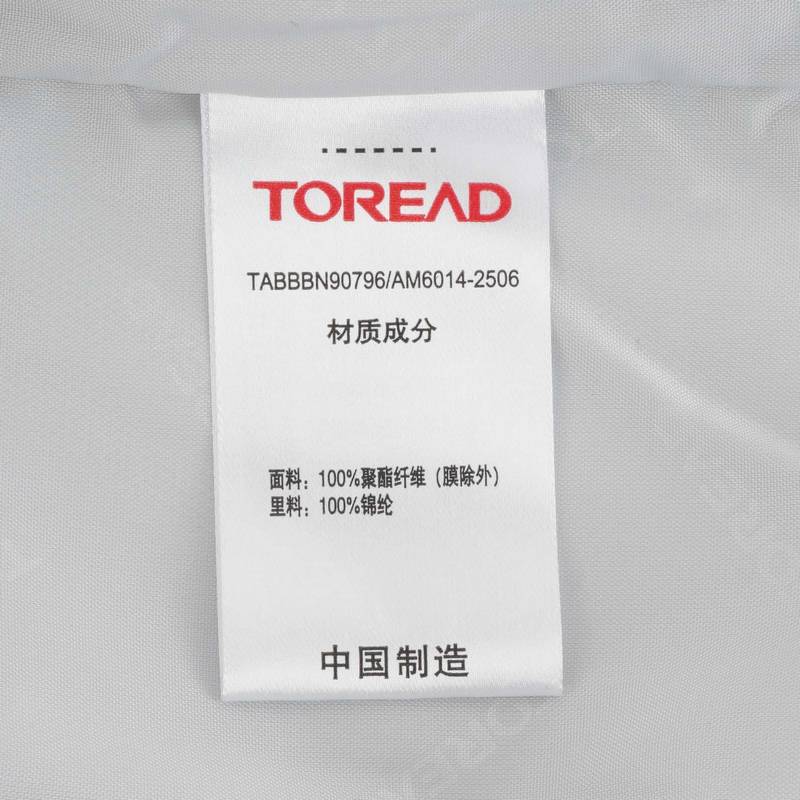 TOREAD
TABBBN90796/AM6014-2506
材质成分
面料：100%聚酯纤维（膜除外）
里料：100%锦纶
中国制造